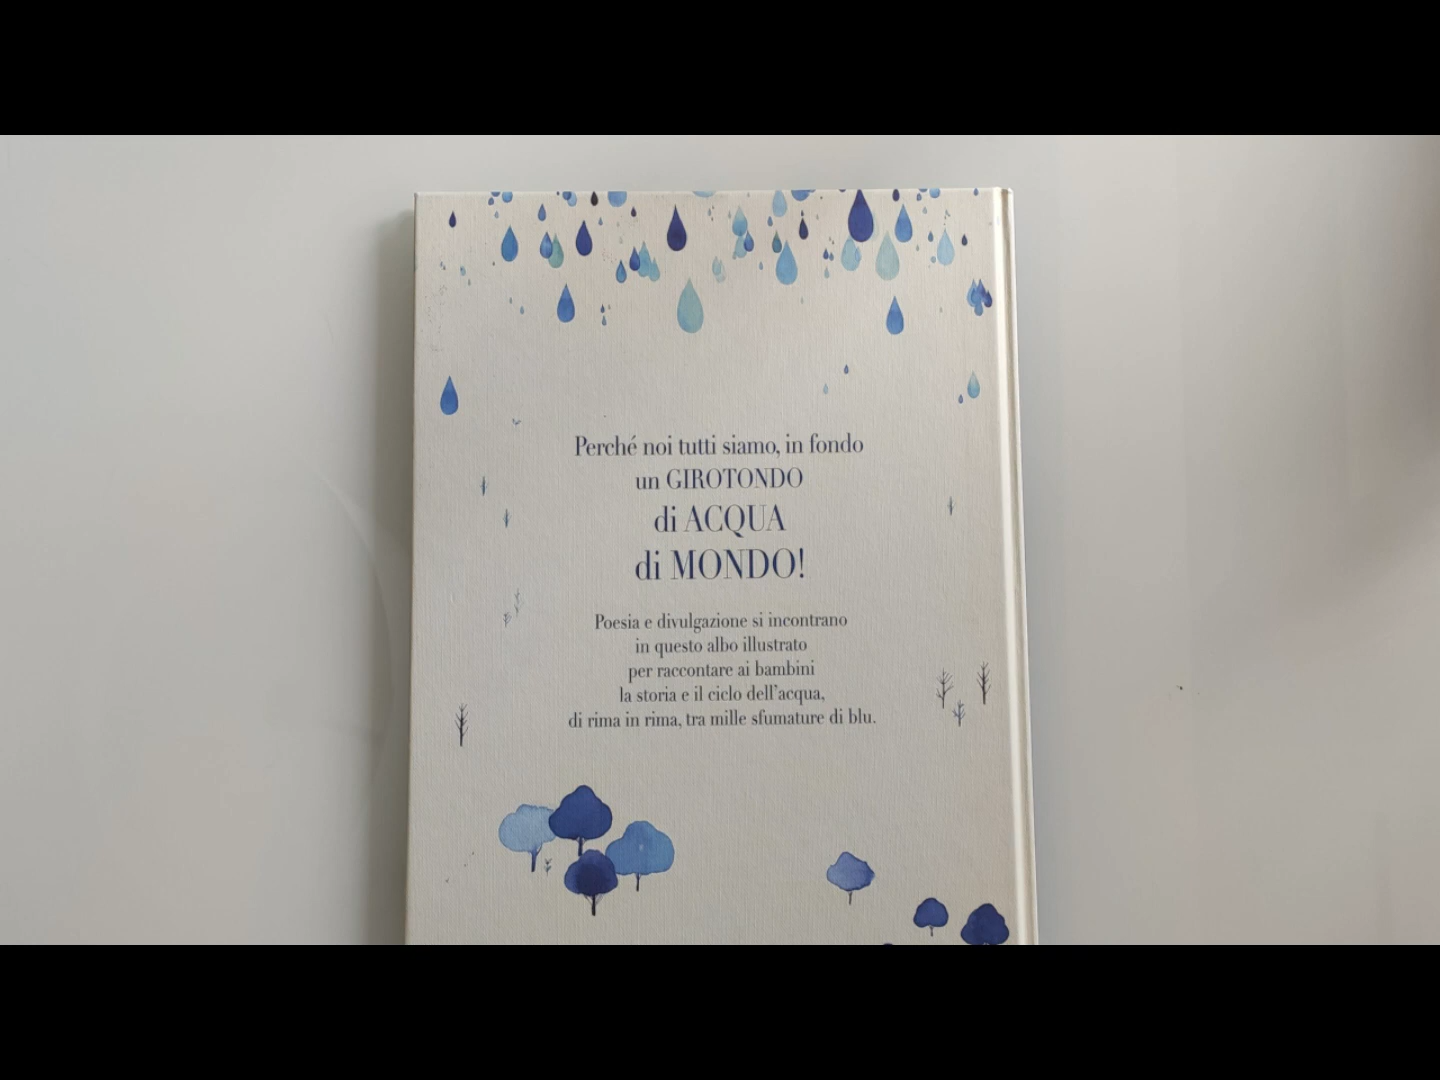 Perché noi tutti siamo, in fondo
un GIROTONDO
di ACQUA
di MONDO!
Poesia e divulgazione si incontrano
in questo albo illustrato
per raccontare ai bambini
la storia e il ciclo dell'acqua,
di rima in rima, tra mille sfumature di blu.